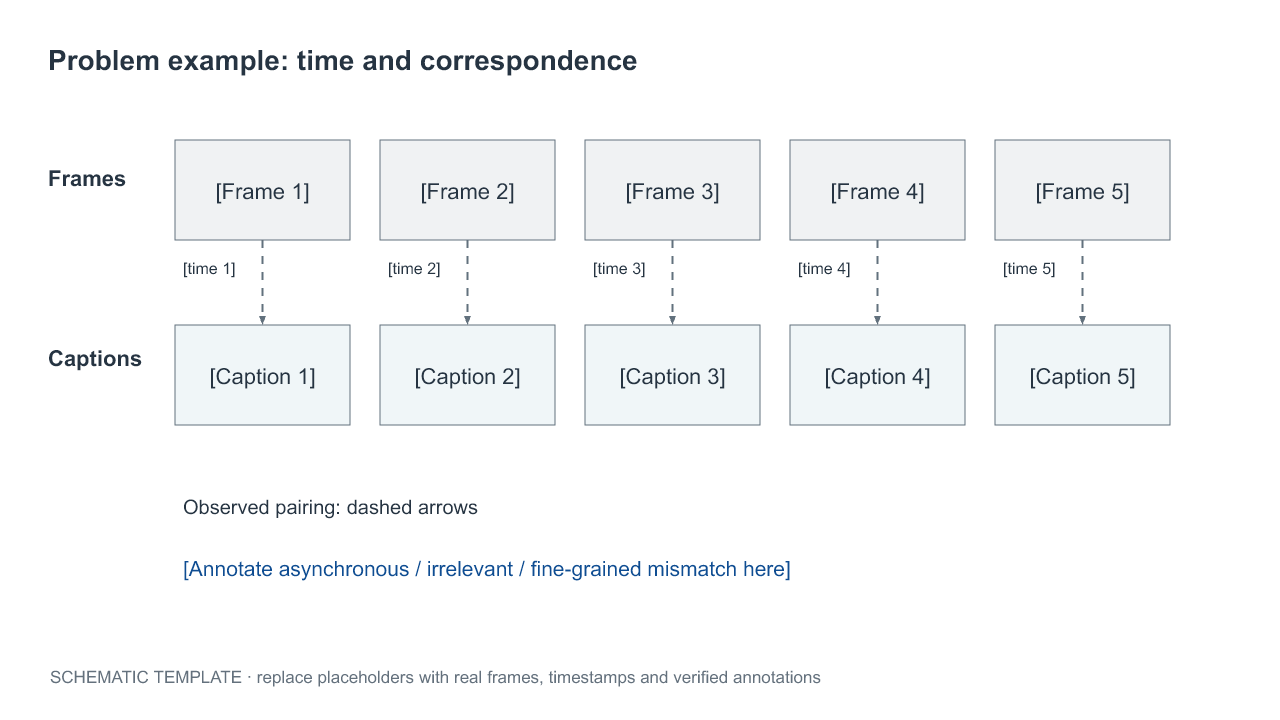 Problem example: time and correspondence
Frames
[Frame 1]
[Frame 2]
[Frame 3]
[Frame 4]
[Frame 5]
[time 1]
[time 2]
[time 3]
[time 4]
[time 5]
Captions
[Caption 1]
[Caption 2]
[Caption 3]
[Caption 4]
[Caption 5]
Observed pairing: dashed arrows
[Annotate asynchronous / irrelevant / fine-grained mismatch here]
SCHEMATIC TEMPLATE · replace placeholders with real frames, timestamps and verified annotations